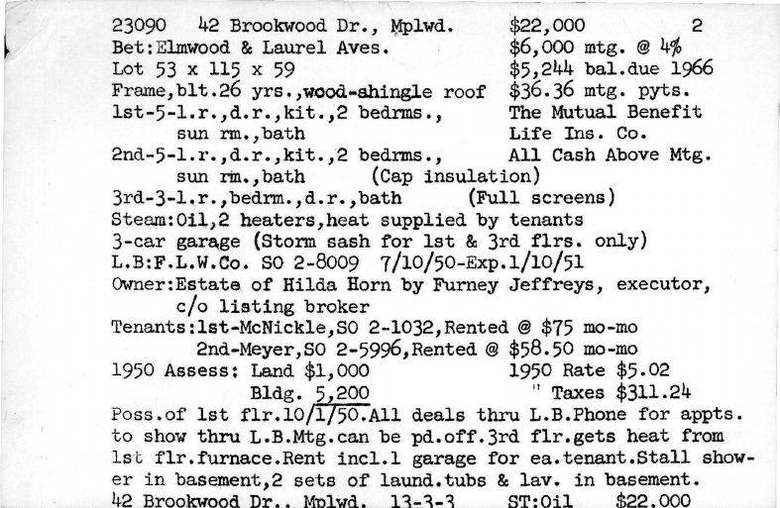 23090 42 Brookwood Dr., Mplwd. $22,000 2
Bet:Elmwood & Laurel Aves. $6,000 mtg. @ 4%
Lot 53 x 115 x 59 $5,244 bal.due 1966
Frame,blt.26 yrs.,wood-shingle roof $36.36 mtg. pyts.
1st-5-l.r.,d.r.,kit.,2 bedrms., The Mutual Benefit
sun rm.,bath Life Ins. Co.
2nd-5-l.r.,d.r.,kit.,2 bedrms., All Cash Above Mtg.
sun rm.,bath (Cap insulation)
3rd-3-l.r.,bedrm.,d.r.,bath (Full screens)
Steam:Oil,2 heaters,heat supplied by tenants
3-car garage (Storm sash for 1st & 3rd flrs. only)
L.B:F.L.W.Co. SO 2-8009 7/10/50-Exp.1/10/51
Owner:Estate of Hilda Horn by Furney Jeffreys, executor,
c/o listing broker
Tenants:1st-McNickle,SO 2-1032,Rented @ $75 mo-mo
2nd-Meyer,SO 2-5996,Rented @ $58.50 mo-mo
1950 Assess: Land $1,000 1950 Rate $5.02
Bldg. 5,200 " Taxes $311.24
Poss.of 1st flr.10/1/50.All deals thru L.B.Phone for appts.
to show thru L.B.Mtg.can be pd.off.3rd flr.gets heat from
1st flr.furnace.Rent incl.1 garage for ea.tenant.Stall show-
er in basement,2 sets of laund.tubs & lav. in basement.
42 Brookwood Dr., Mplwd. 13-3-3 ST:Oil $22,000